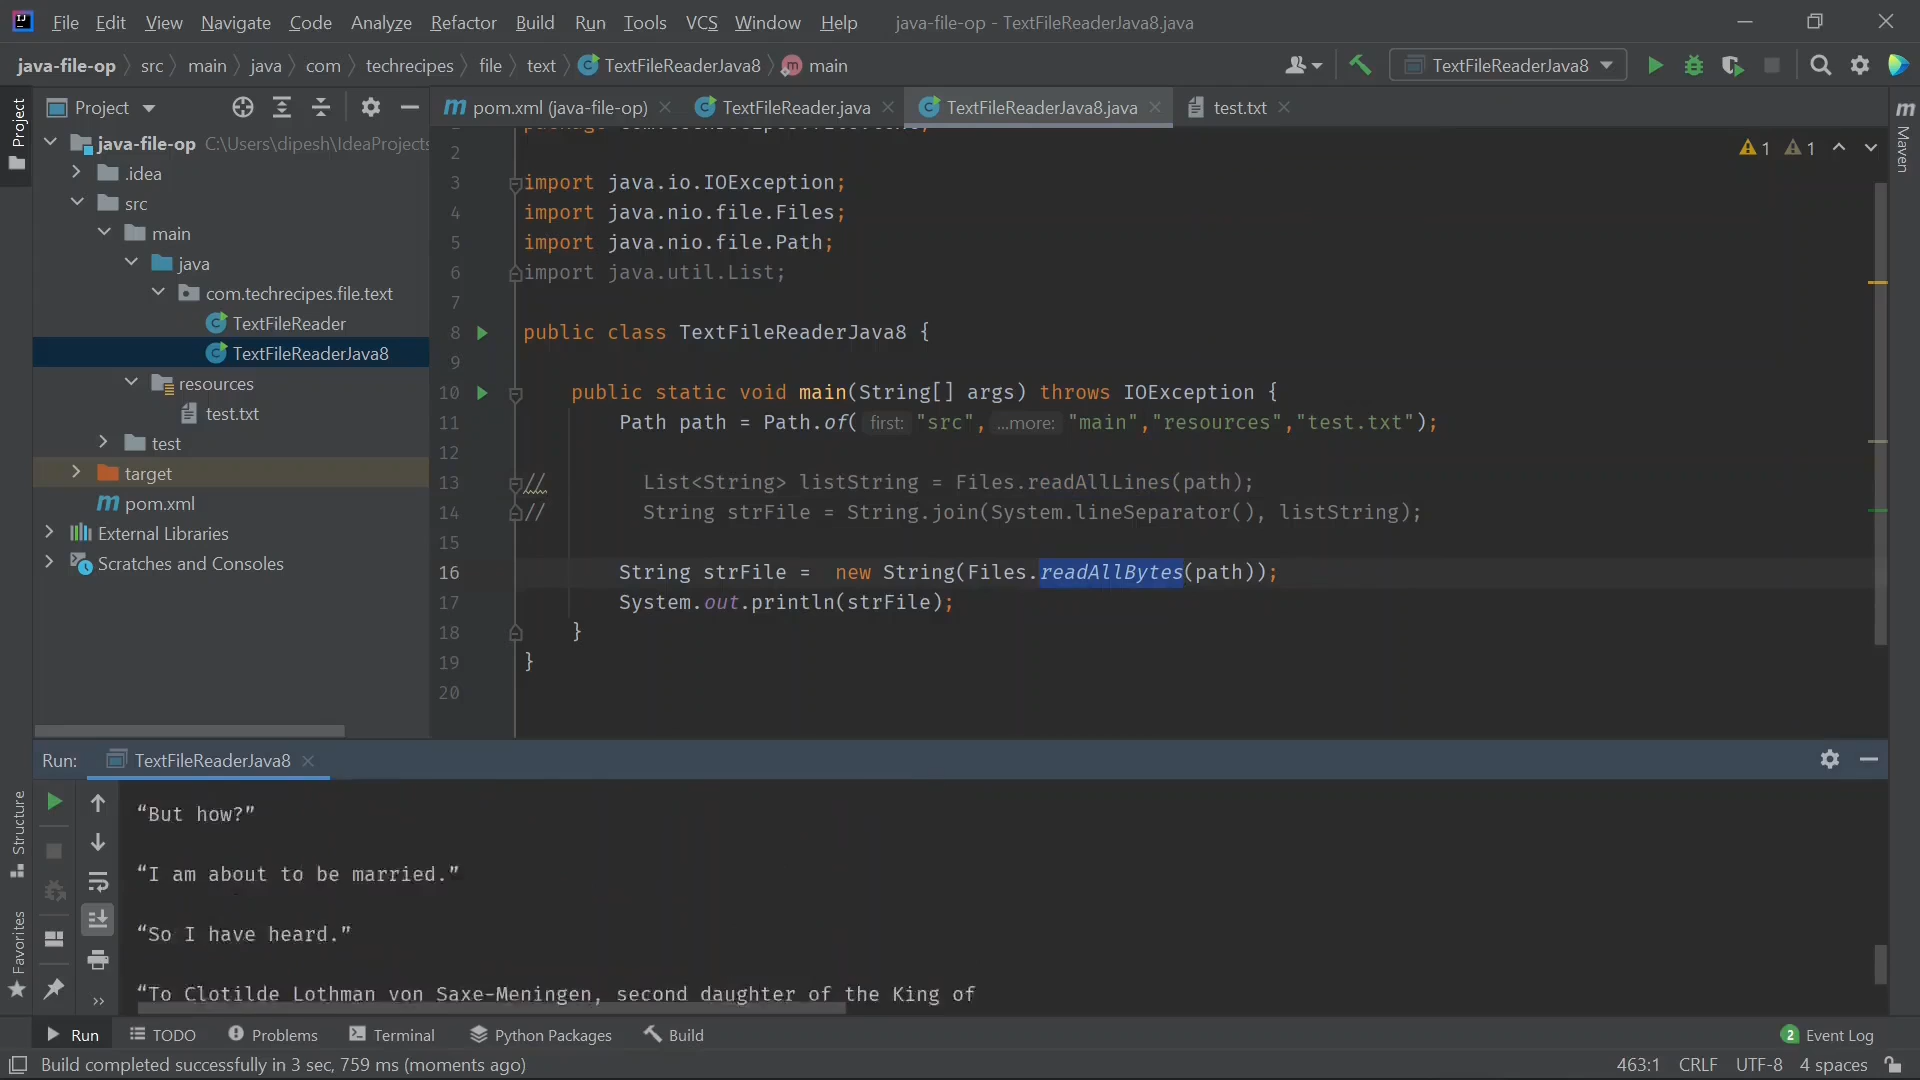 File Edit View Navigate Code Analyze Refactor Build Run Tools VCS Window Help java-file-op - TextFileReaderJava8.java
java-file-op src main java com techrecipes file text TextFileReaderJava8 main TextFileReaderJava8
Project
Project
pom.xml (java-file-op) TextFileReader.java TextFileReaderJava8.java test.txt
Maven
java-file-op C:\Users\dipesh\IdeaProjects
.idea
src
main
java
com.techrecipes.file.text
TextFileReader
TextFileReaderJava8
resources
test.txt
test
target
pom.xml
External Libraries
Scratches and Consoles
1 1
2
3 import java.io.IOException;
4 import java.nio.file.Files;
5 import java.nio.file.Path;
6 import java.util.List;
7
8 public class TextFileReaderJava8 {
9
10 public static void main(String[] args) throws IOException {
11 Path path = Path.of( first: "src", ...more: "main","resources","test.txt");
12
13 // List<String> listString = Files.readAllLines(path);
14 // String strFile = String.join(System.lineSeparator(), listString);
15
16 String strFile =  new String(Files.readAllBytes(path));
17 System.out.println(strFile);
18 }
19 }
20
Run: TextFileReaderJava8
Structure
Favorites
“But how?”
“I am about to be married.”
“So I have heard.”
“To Clotilde Lothman von Saxe-Meningen, second daughter of the King of
Run TODO Problems Terminal Python Packages Build 2 Event Log
Build completed successfully in 3 sec, 759 ms (moments ago) 463:1 CRLF UTF-8 4 spaces